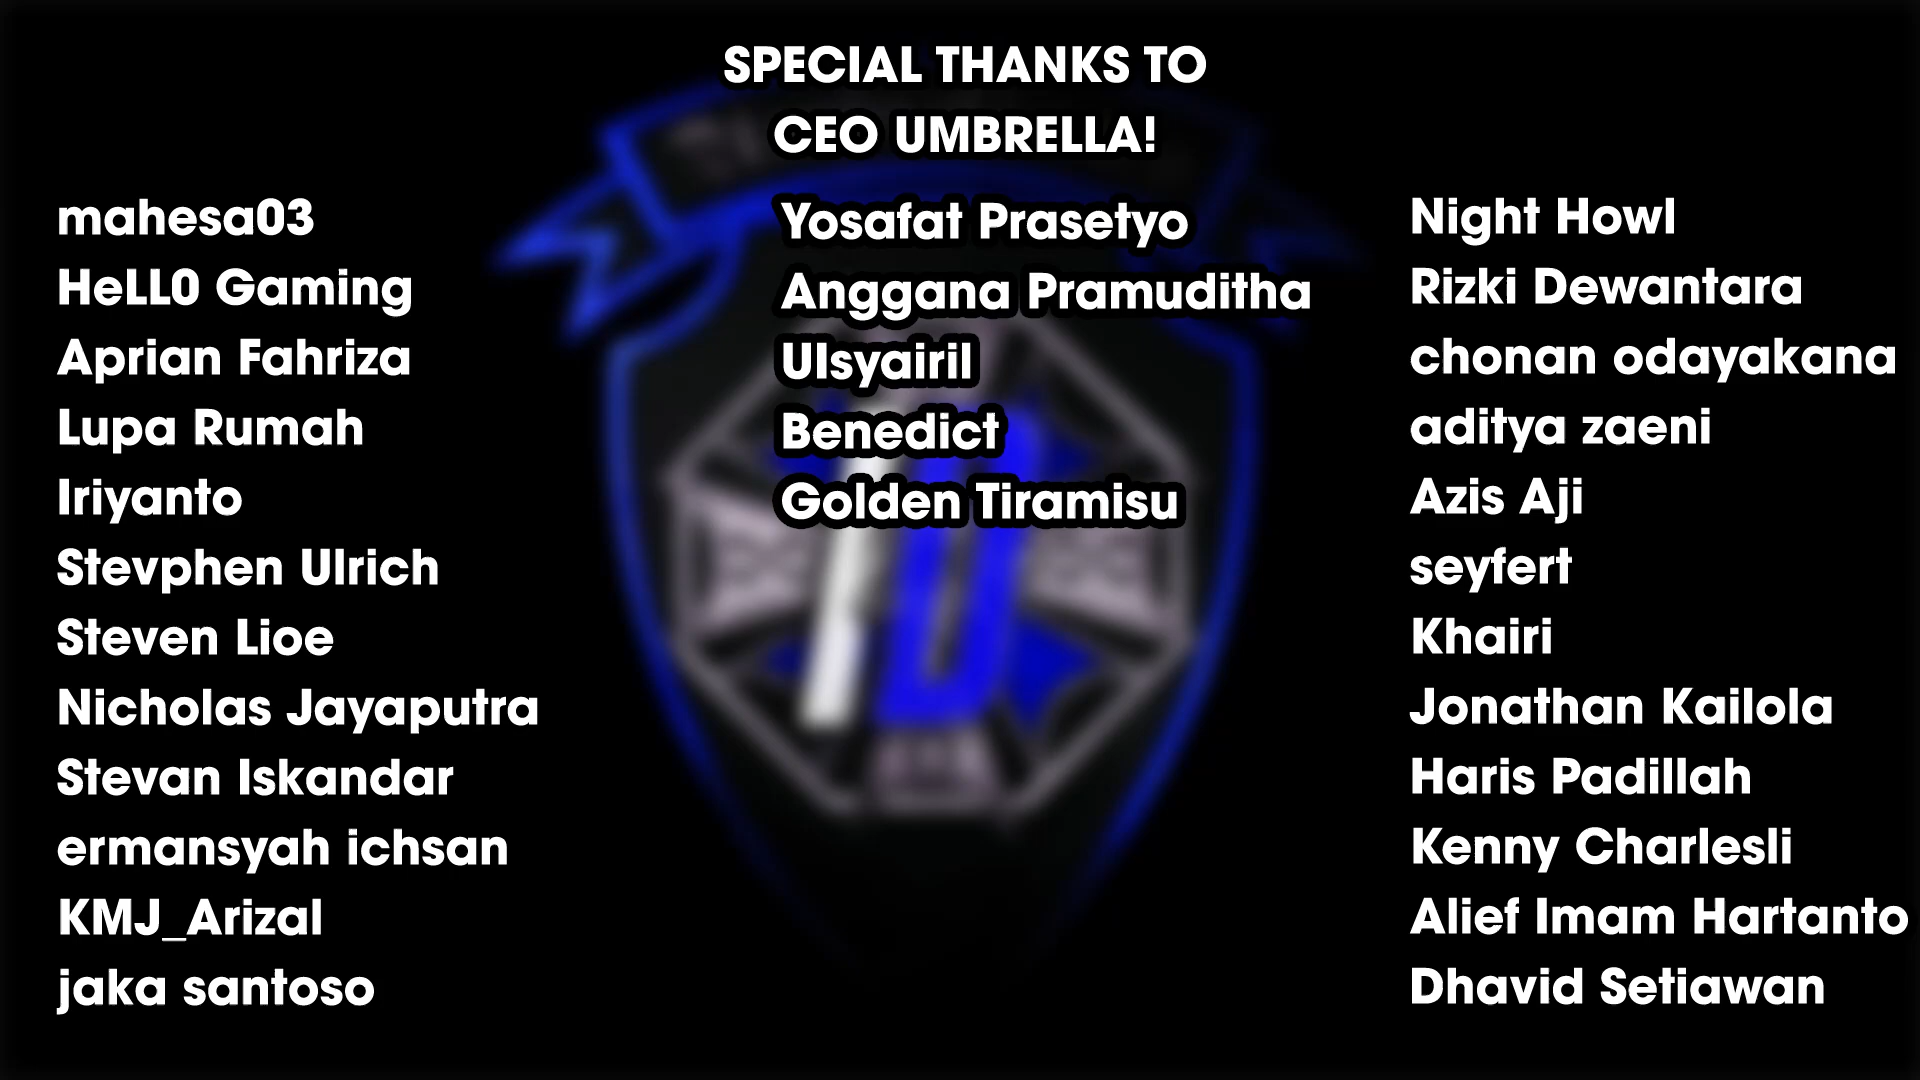 SPECIAL THANKS TO
CEO UMBRELLA!
mahesa03
HeLL0 Gaming
Aprian Fahriza
Lupa Rumah
Iriyanto
Stevphen Ulrich
Steven Lioe
Nicholas Jayaputra
Stevan Iskandar
ermansyah ichsan
KMJ_Arizal
jaka santoso
Yosafat Prasetyo
Anggana Pramuditha
Ulsyairil
Benedict
Golden Tiramisu
Night Howl
Rizki Dewantara
chonan odayakana
aditya zaeni
Azis Aji
seyfert
Khairi
Jonathan Kailola
Haris Padillah
Kenny Charlesli
Alief Imam Hartanto
Dhavid Setiawan